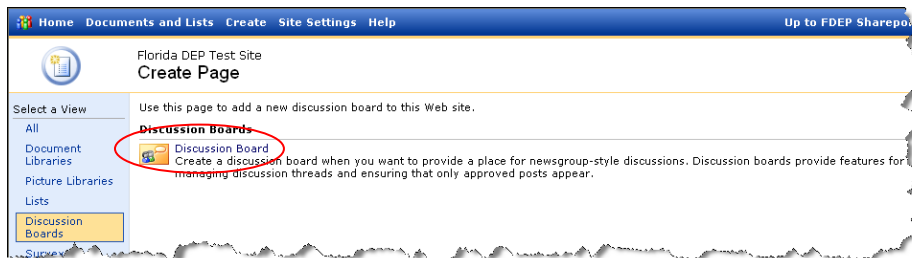 Home Documents and Lists Create Site Settings Help Up to FDEP Sharepo
Florida DEP Test Site
Create Page
Select a View
All
Document
Libraries
Picture Libraries
Lists
Discussion
Boards
Survey
Use this page to add a new discussion board to this Web site.
Discussion Boards
Discussion Board
Create a discussion board when you want to provide a place for newsgroup-style discussions. Discussion boards provide features for
managing discussion threads and ensuring that only approved posts appear.